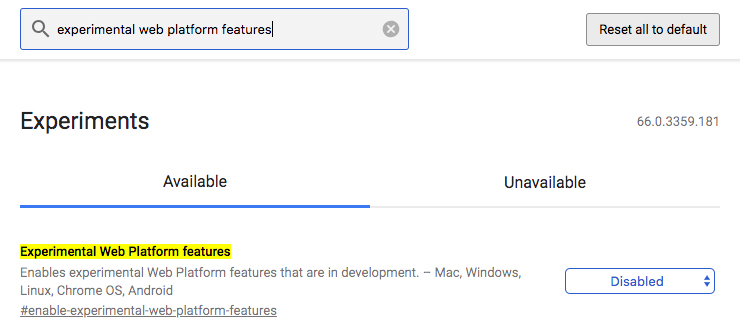 experimental web platform features
Reset all to default
Experiments
66.0.3359.181
Available
Unavailable
Experimental Web Platform features
Enables experimental Web Platform features that are in development. – Mac, Windows,
Linux, Chrome OS, Android
#enable-experimental-web-platform-features
Disabled